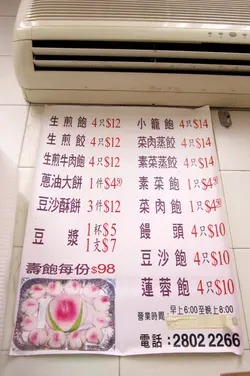 生煎飽 4只$12
生煎餃 4只$12
生煎牛肉飽 4只$12
蔥油大餅 1件$4.50
豆沙酥餅 3件$12
豆漿 1杯$5
1支$7
壽飽每份$98
小籠飽 4只$14
菜肉蒸餃 4只$14
素菜蒸餃 4只$14
素菜飽 1只$4.50
菜肉飽 1只$4.50
饅頭 4只$10
豆沙飽 4只$10
蓮蓉飽 4只$10
營業時間: 早上6:00至晚上8:00
電話:2802 2266